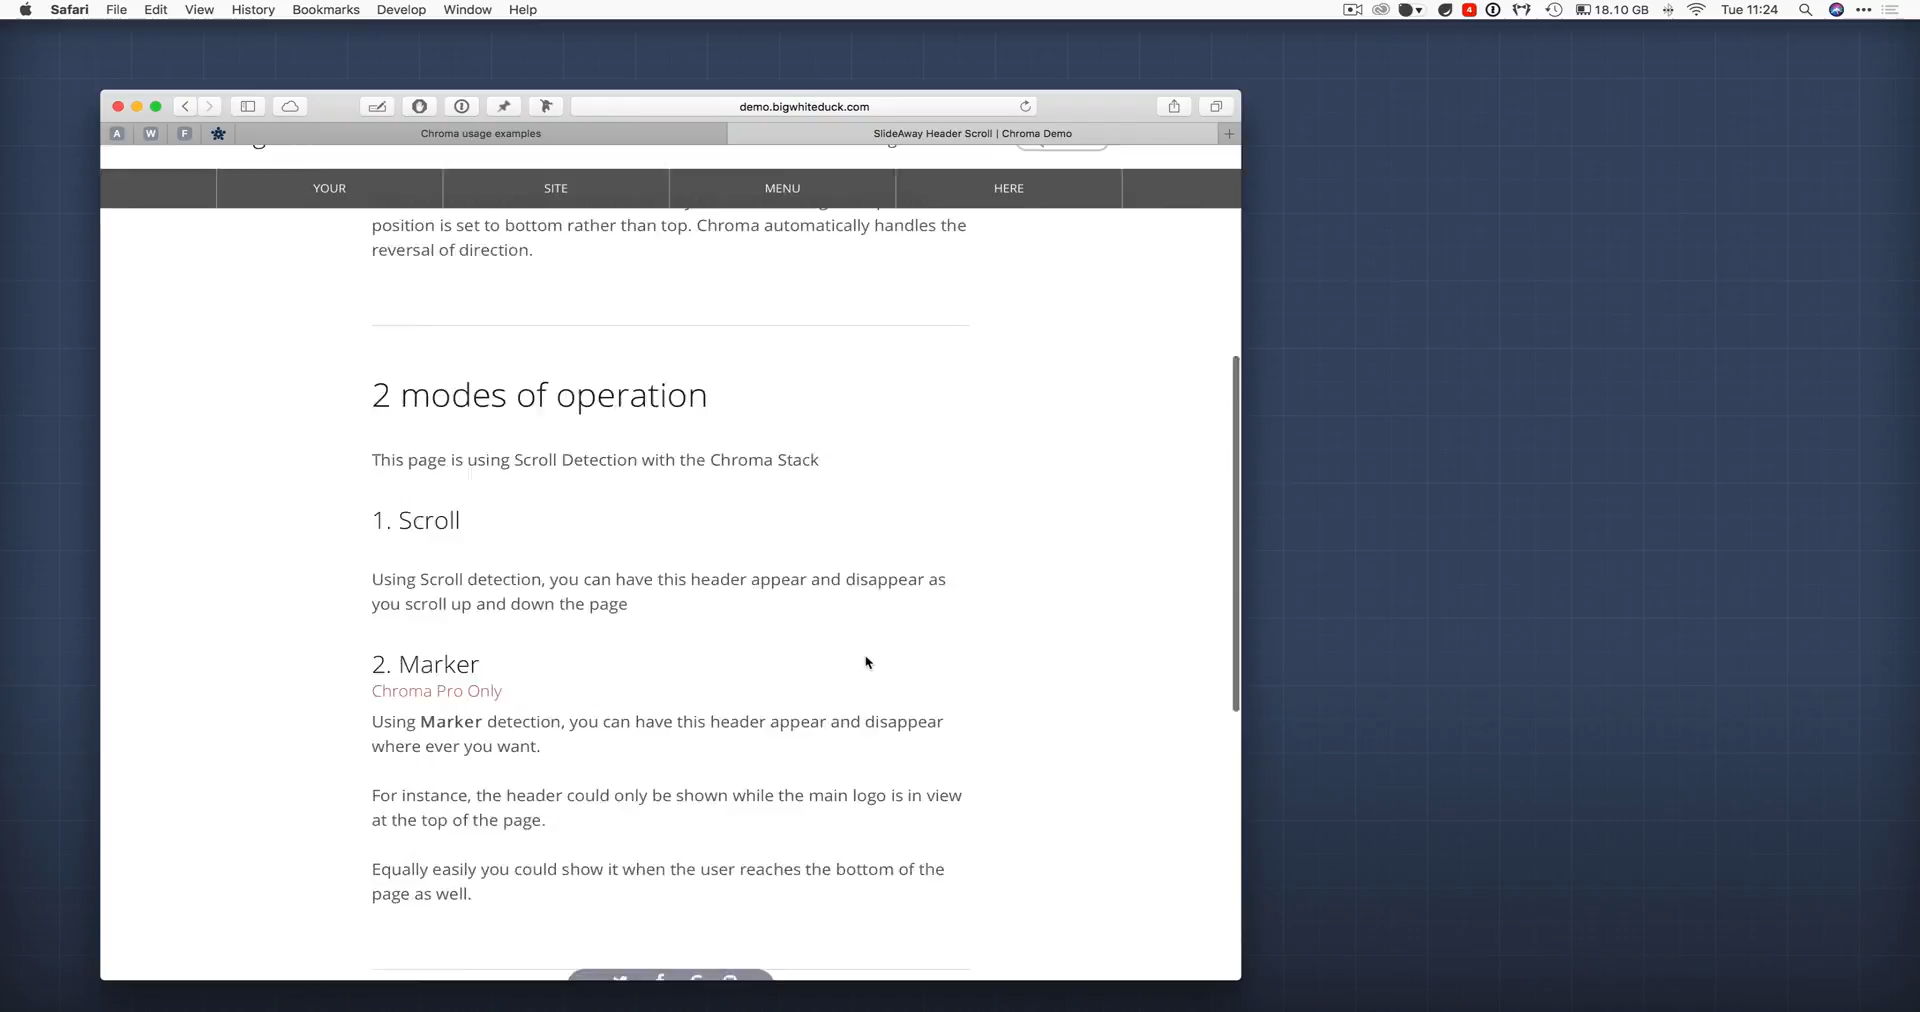 Safari File Edit View History Bookmarks Develop Window Help 4 18.10 GB Tue 11:24
demo.bigwhiteduck.com
A W F Chroma usage examples SlideAway Header Scroll | Chroma Demo
YOUR SITE MENU HERE
position is set to bottom rather than top. Chroma automatically handles the
reversal of direction.
2 modes of operation
This page is using Scroll Detection with the Chroma Stack
1. Scroll
Using Scroll detection, you can have this header appear and disappear as
you scroll up and down the page
2. Marker
Chroma Pro Only
Using Marker detection, you can have this header appear and disappear
where ever you want.
For instance, the header could only be shown while the main logo is in view
at the top of the page.
Equally easily you could show it when the user reaches the bottom of the
page as well.